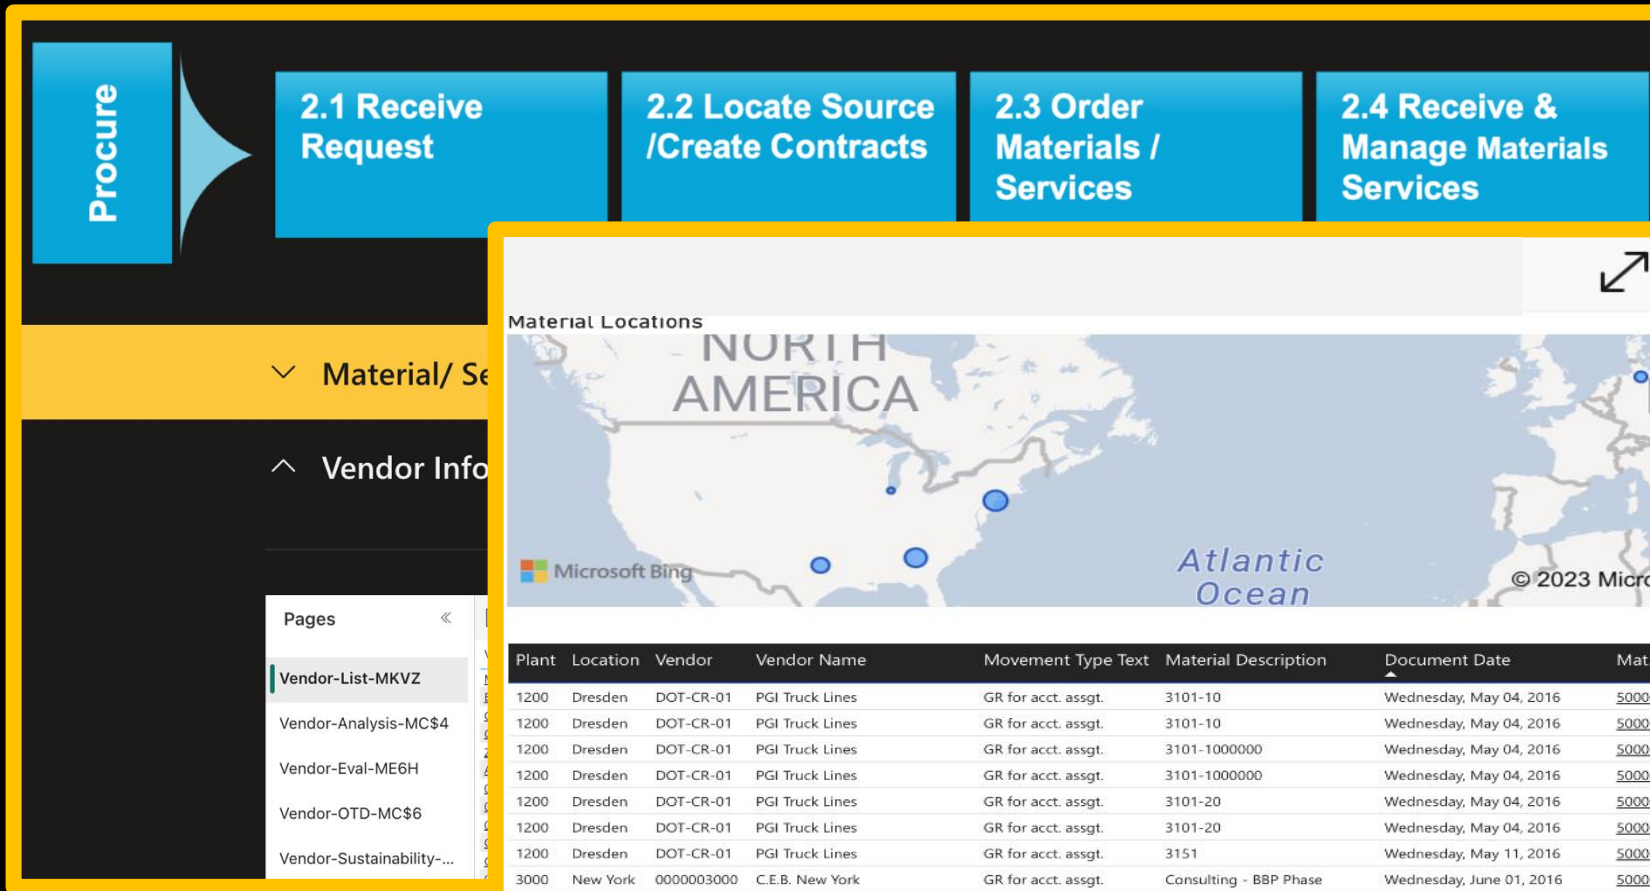 Procure
2.1 Receive
Request
2.2 Locate Source
/Create Contracts
2.3 Order
Materials /
Services
2.4 Receive &
Manage Materials
Services
Material/
Vendor Info
Pages
Vendor-List-MKVZ
Vendor-Analysis-MC$4
Vendor-Eval-ME6H
Vendor-OTD-MC$6
Vendor-Sustainability-...
Material Locations
NORTH
AMERICA
Atlantic
Ocean
Microsoft Bing
© 2023 Micro
Plant Location Vendor Vendor Name Movement Type Text Material Description Document Date Mat.
1200 Dresden DOT-CR-01 PGI Truck Lines GR for acct. assgt. 3101-10 Wednesday, May 04, 2016 5000
1200 Dresden DOT-CR-01 PGI Truck Lines GR for acct. assgt. 3101-10 Wednesday, May 04, 2016 5000
1200 Dresden DOT-CR-01 PGI Truck Lines GR for acct. assgt. 3101-1000000 Wednesday, May 04, 2016 5000
1200 Dresden DOT-CR-01 PGI Truck Lines GR for acct. assgt. 3101-1000000 Wednesday, May 04, 2016 5000
1200 Dresden DOT-CR-01 PGI Truck Lines GR for acct. assgt. 3101-20 Wednesday, May 04, 2016 5000
1200 Dresden DOT-CR-01 PGI Truck Lines GR for acct. assgt. 3101-20 Wednesday, May 04, 2016 5000
1200 Dresden DOT-CR-01 PGI Truck Lines GR for acct. assgt. 3151 Wednesday, May 11, 2016 5000
3000 New York 0000003000 C.E.B. New York GR for acct. assgt. Consulting - BBP Phase Wednesday, June 01, 2016 5000